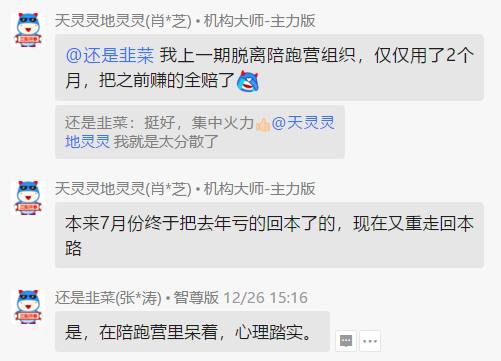 天灵灵地灵灵(肖*芝) • 机构大师-主力版
@还是韭菜 我上一期脱离陪跑营组织，仅仅用了2个
月，把之前赚的全赔了
还是韭菜：挺好，集中火力👍@天灵灵
地灵灵 我就是太分散了
天灵灵地灵灵(肖*芝) • 机构大师-主力版
本来7月份终于把去年亏的回本了的，现在又重走回本
路
还是韭菜(张*涛) • 智尊版 12/26 15:16
是，在陪跑营里呆着，心理踏实。